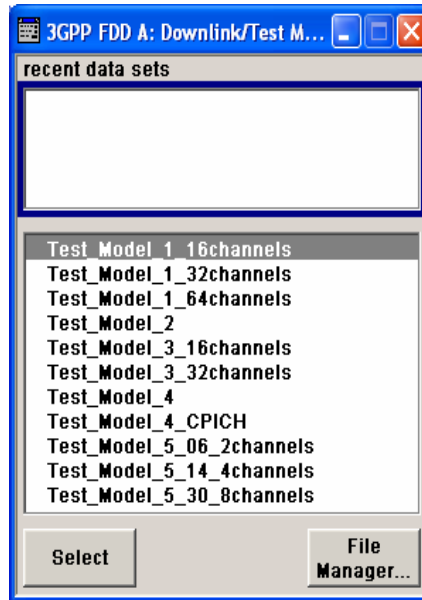 3GPP FDD A: Downlink/Test M...
recent data sets
Test_Model_1_16channels
Test_Model_1_32channels
Test_Model_1_64channels
Test_Model_2
Test_Model_3_16channels
Test_Model_3_32channels
Test_Model_4
Test_Model_4_CPICH
Test_Model_5_06_2channels
Test_Model_5_14_4channels
Test_Model_5_30_8channels
Select
File
Manager...